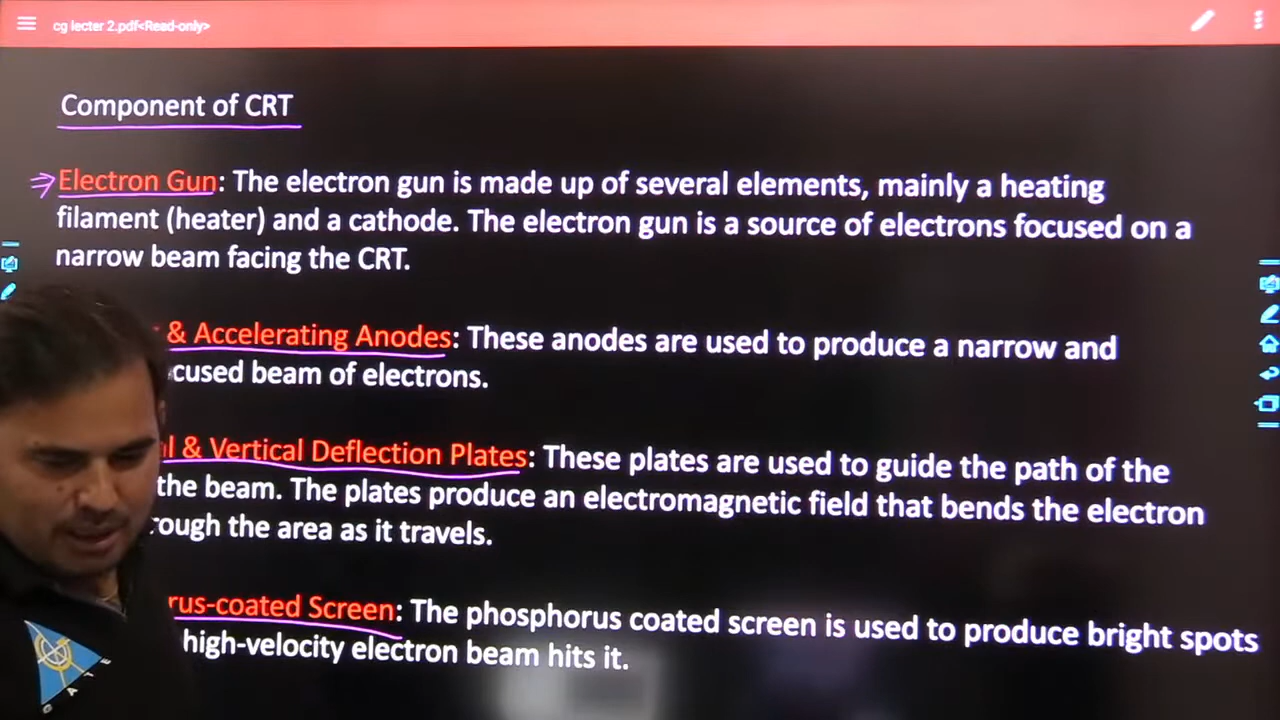 cg lecter 2.pdf<Read-only>
Component of CRT
Electron Gun: The electron gun is made up of several elements, mainly a heating
filament (heater) and a cathode. The electron gun is a source of electrons focused on a
narrow beam facing the CRT.
& Accelerating Anodes: These anodes are used to produce a narrow and
cused beam of electrons.
& Vertical Deflection Plates: These plates are used to guide the path of the
the beam. The plates produce an electromagnetic field that bends the electron
rough the area as it travels.
rus-coated Screen: The phosphorus coated screen is used to produce bright spots
high-velocity electron beam hits it.
GATE